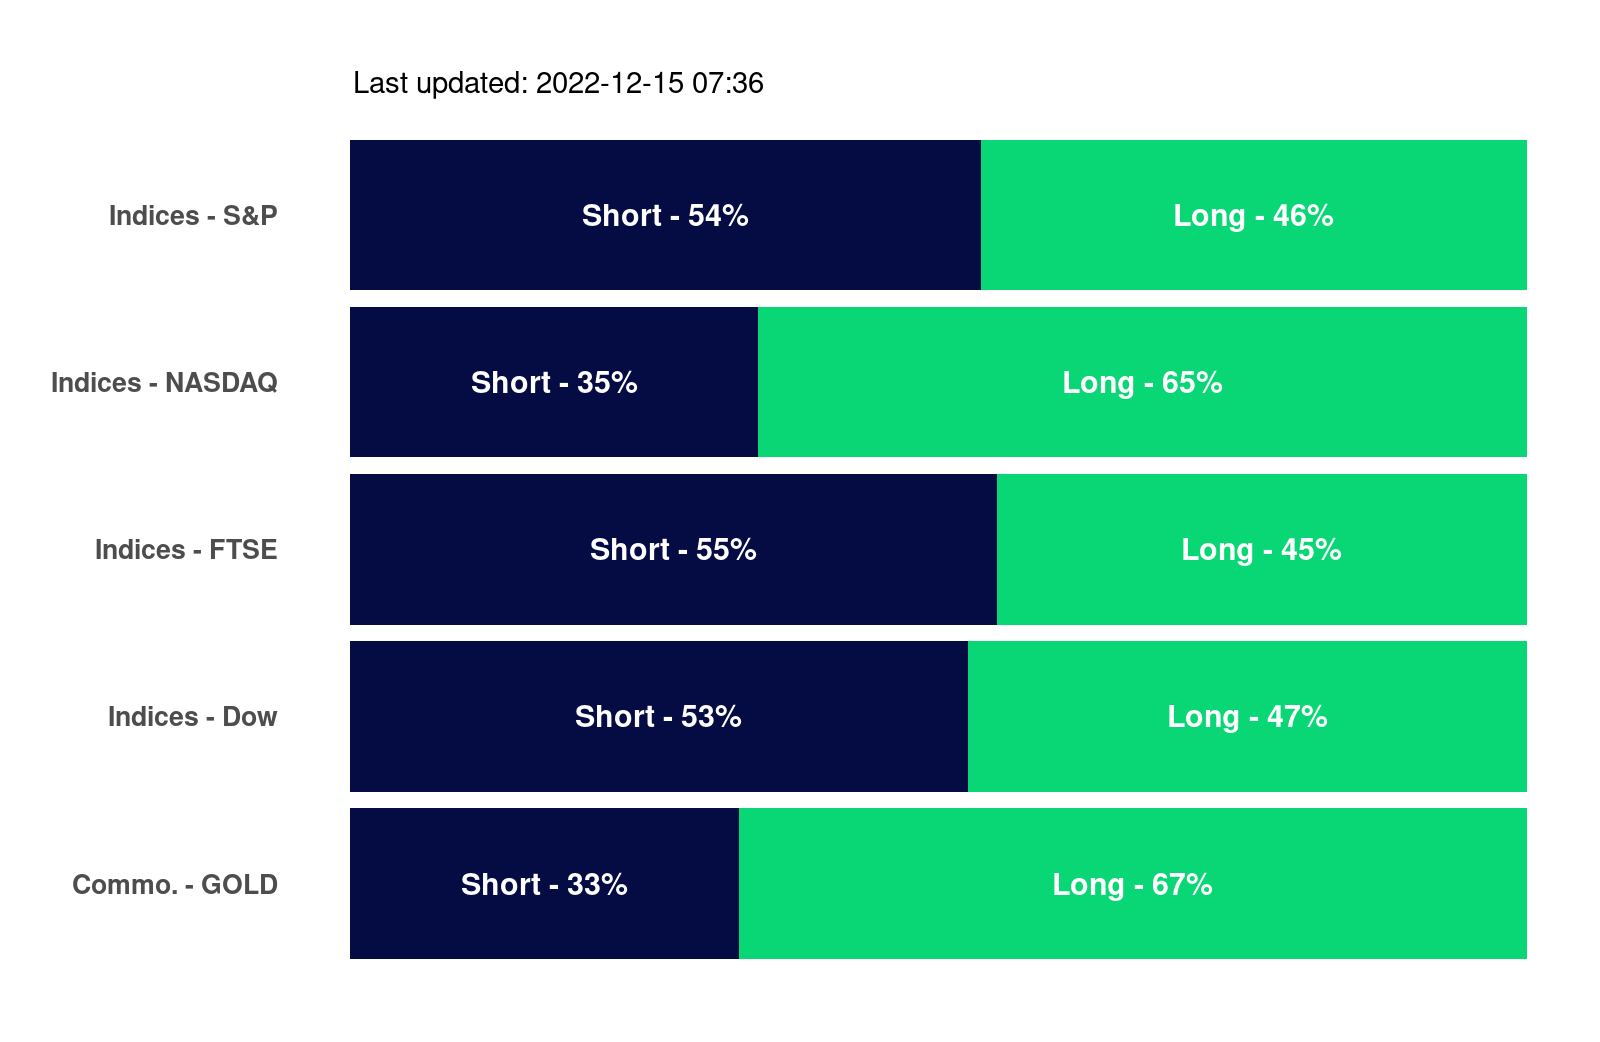 Last updated: 2022-12-15 07:36
Indices - S&P
Short - 54%
Long - 46%
Indices - NASDAQ
Short - 35%
Long - 65%
Indices - FTSE
Short - 55%
Long - 45%
Indices - Dow
Short - 53%
Long - 47%
Commo. - GOLD
Short - 33%
Long - 67%